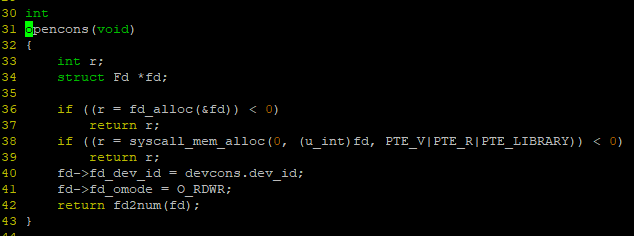 30 int
31 opencons(void)
32 {
33     int r;
34     struct Fd *fd;
35
36     if ((r = fd_alloc(&fd)) < 0)
37         return r;
38     if ((r = syscall_mem_alloc(0, (u_int)fd, PTE_V|PTE_R|PTE_LIBRARY)) < 0)
39         return r;
40     fd->fd_dev_id = devcons.dev_id;
41     fd->fd_omode = O_RDWR;
42     return fd2num(fd);
43 }